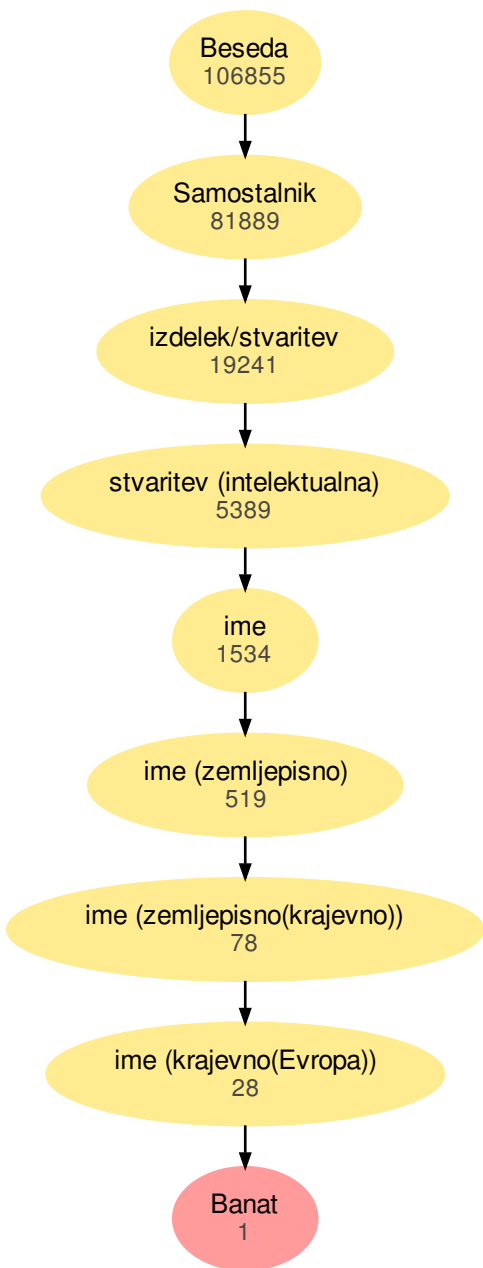 Beseda
106855
Samostalnik
81889
izdelek/stvaritev
19241
stvaritev (intelektualna)
5389
ime
1534
ime (zemljepisno)
519
ime (zemljepisno(krajevno))
78
ime (krajevno(Evropa))
28
Banat
1